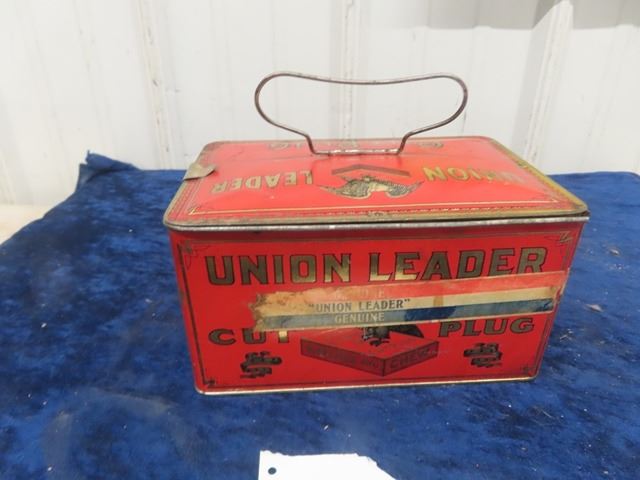 UNION
LEADER
UNION LEADER
"UNION LEADER"
GENUINE
CUT PLUG